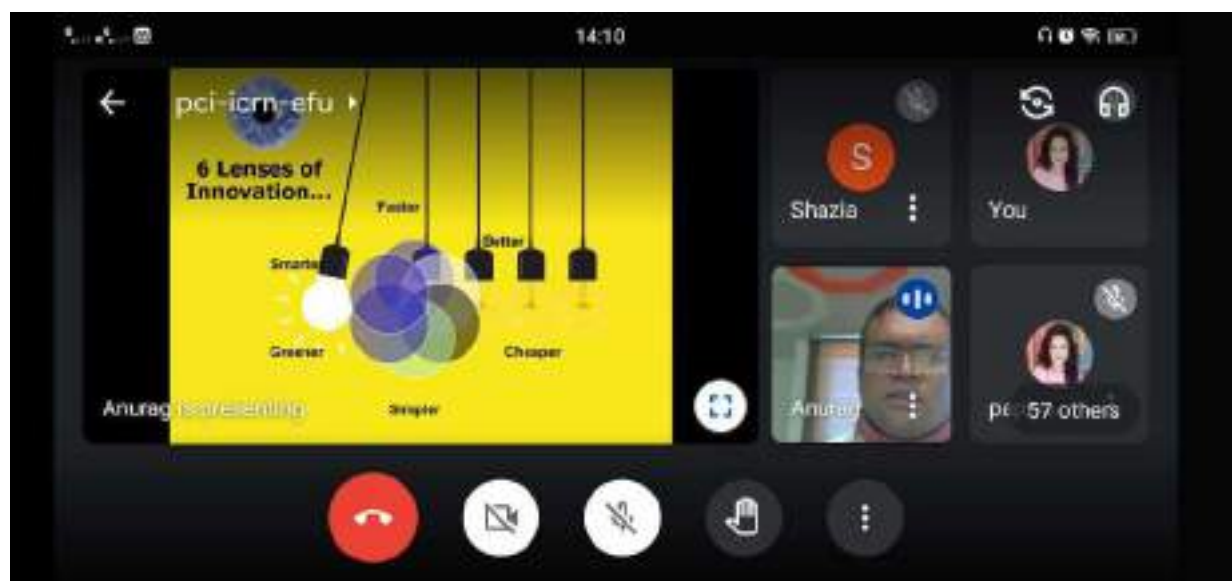 14:10
pci-icrn-efu
6 Lenses of
Innovation...
Faster
Better
Smarter
Greener
Cheaper
Simpler
Anurag is presenting
S
Shazia
You
Anurag
57 others